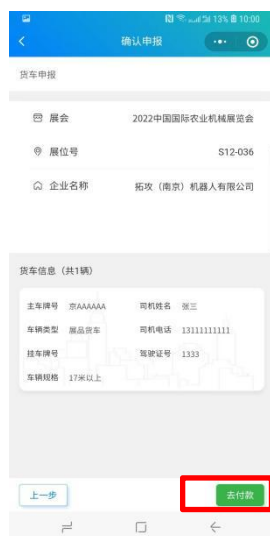 13% 10:00
确认申报
货车申报
展会 2022中国国际农业机械展览会
展位号 S12-036
企业名称 拓攻（南京）机器人有限公司
货车信息（共1辆）
主车牌号 京AAAAAA 司机姓名 张三
车辆类型 展品货车 司机电话 13111111111
挂车牌号 驾驶证号 1333
车辆规格 17米以上
上一步 去付款